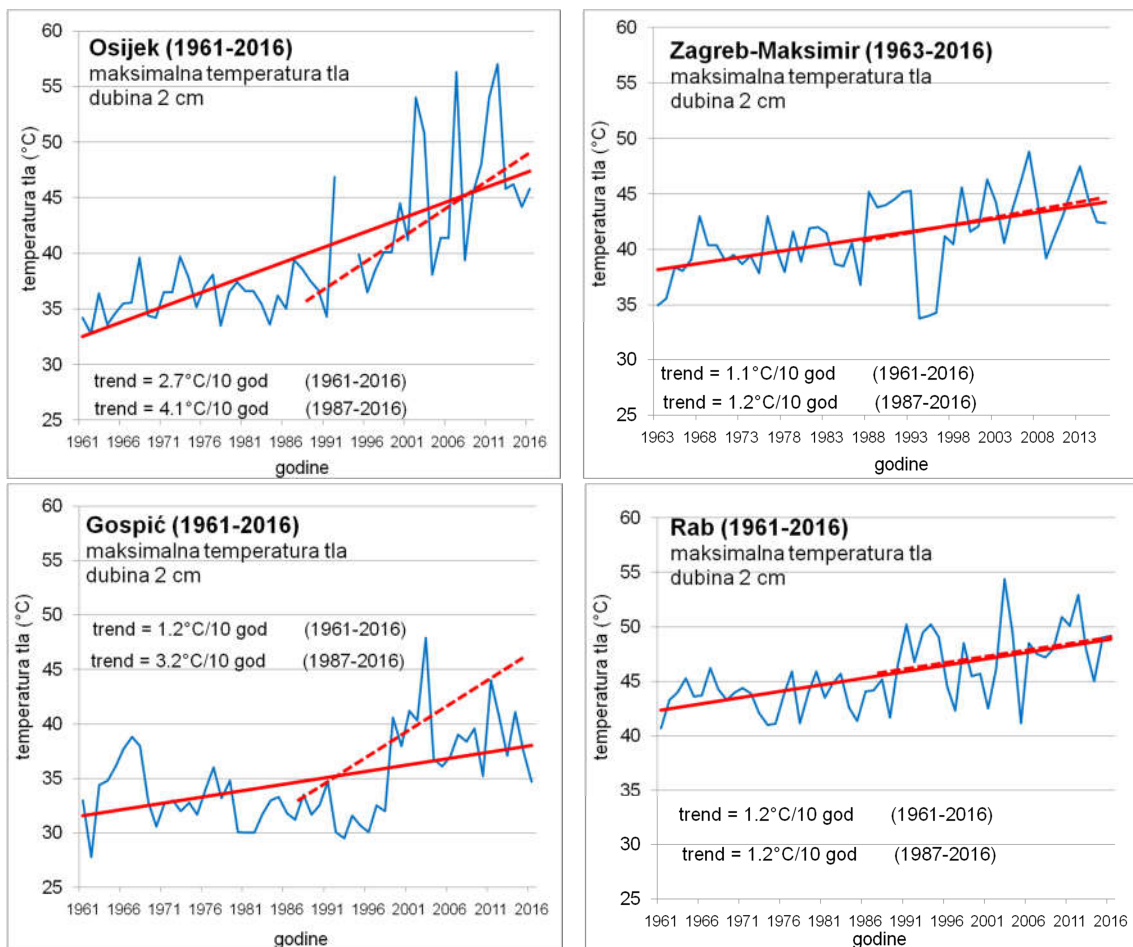 Osijek (1961-2016)
maksimalna temperatura tla
dubina 2 cm
temperatura tla (°C)
60
55
50
45
40
35
30
25
trend = 2.7°C/10 god (1961-2016)
trend = 4.1°C/10 god (1987-2016)
1961 1966 1971 1976 1981 1986 1991 1996 2001 2006 2011 2016
godine
Zagreb-Maksimir (1963-2016)
maksimalna temperatura tla
dubina 2 cm
temperatura tla (°C)
60
55
50
45
40
35
30
25
trend = 1.1°C/10 god (1961-2016)
trend = 1.2°C/10 god (1987-2016)
1963 1968 1973 1978 1983 1988 1993 1998 2003 2008 2013
godine
Gospić (1961-2016)
maksimalna temperatura tla
dubina 2 cm
temperatura tla (°C)
60
55
50
45
40
35
30
25
trend = 1.2°C/10 god (1961-2016)
trend = 3.2°C/10 god (1987-2016)
1961 1966 1971 1976 1981 1986 1991 1996 2001 2006 2011 2016
godine
Rab (1961-2016)
maksimalna temperatura tla
dubina 2 cm
temperatura tla (°C)
60
55
50
45
40
35
30
25
trend = 1.2°C/10 god (1961-2016)
trend = 1.2°C/10 god (1987-2016)
1961 1966 1971 1976 1981 1986 1991 1996 2001 2006 2011 2016
godine